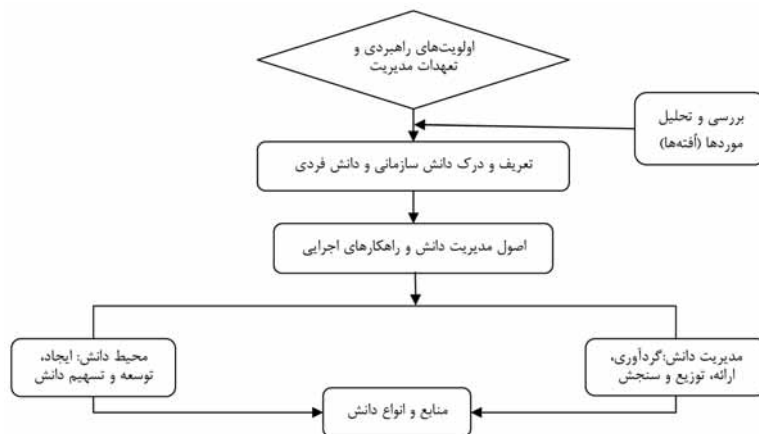 اولویت‌های راهبردی و
تعهدات مدیریت
بررسی و تحلیل
موردها (اُفته‌ها)
تعریف و درک دانش سازمانی و دانش فردی
اصول مدیریت دانش و راهکارهای اجرایی
مدیریت دانش:گردآوری،
ارائه، توزیع و سنجش
محیط دانش: ایجاد،
توسعه و تسهیم دانش
منابع و انواع دانش